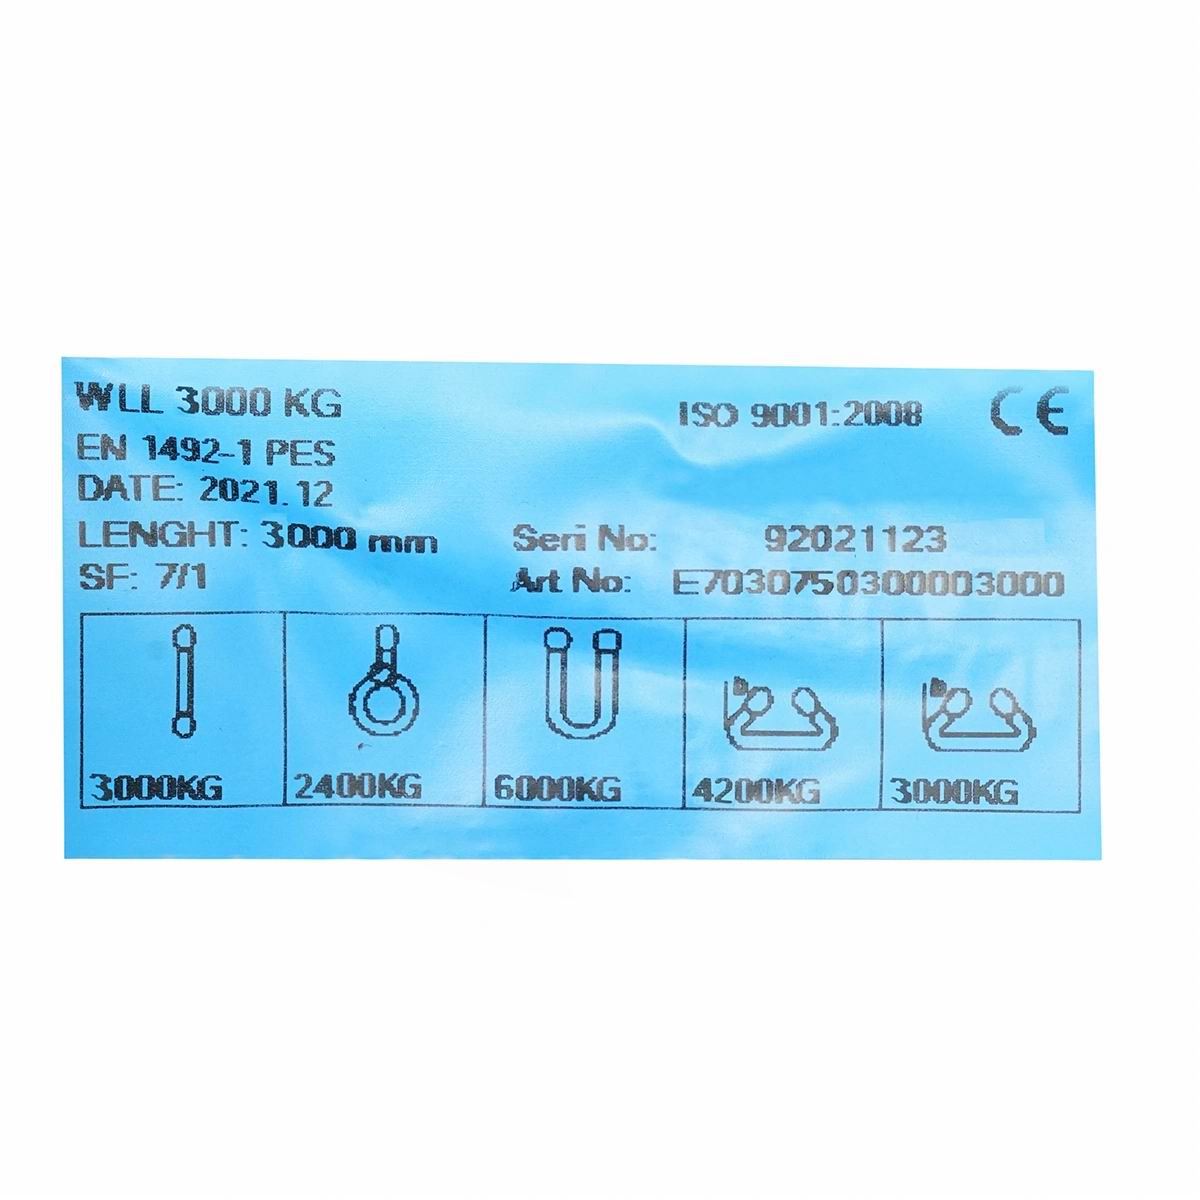 WLL 3000 KG
ISO 9001:2008 CE
EN 1492-1 PES
DATE: 2021.12
LENGHT: 3000 mm
Seri No: 92021123
SF: 7/1
Art No: E7030750300003000
3000KG 2400KG 6000KG 4200KG 3000KG